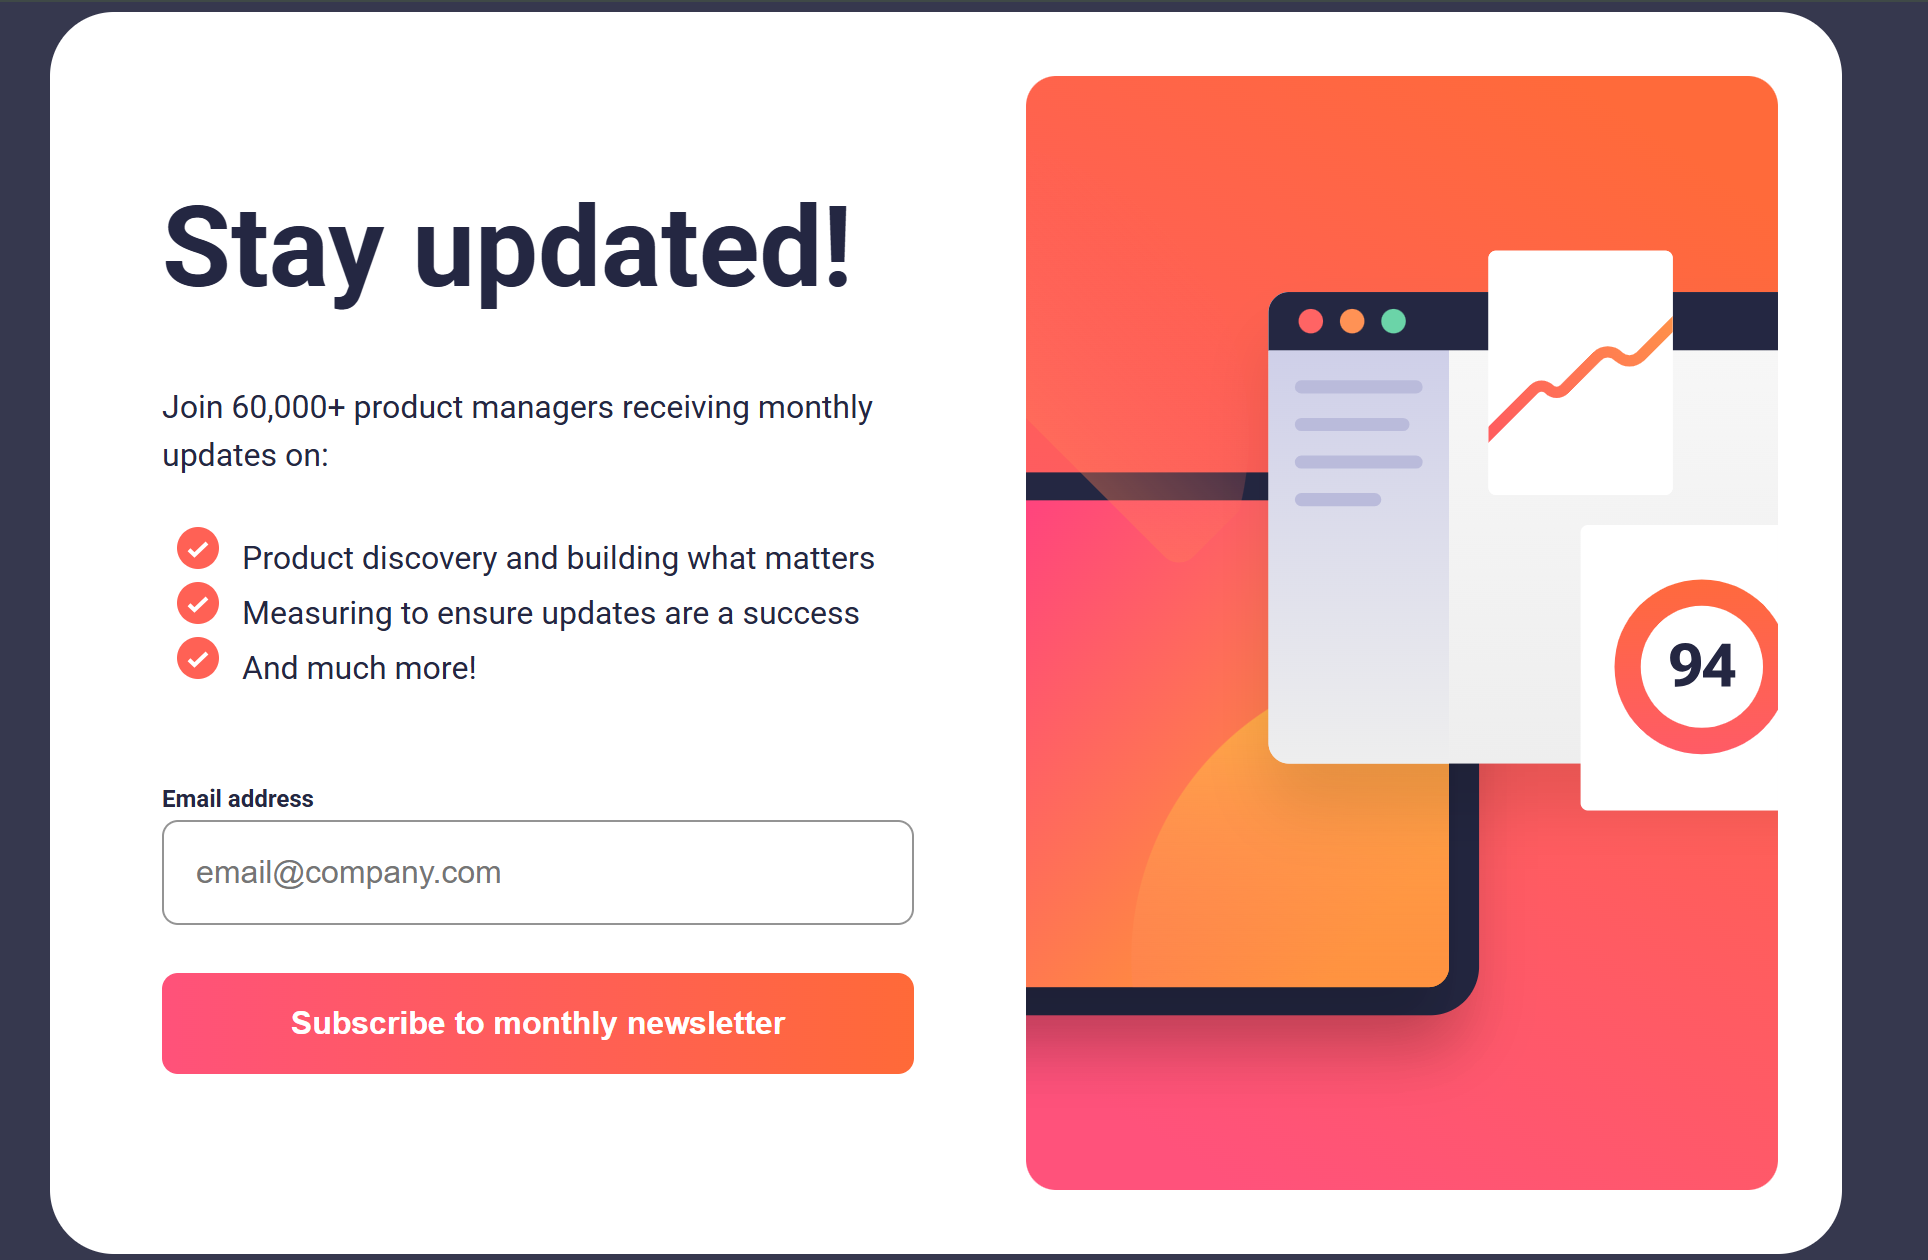 Stay updated!
Join 60,000+ product managers receiving monthly
updates on:
Product discovery and building what matters
Measuring to ensure updates are a success
And much more!
Email address
email@company.com
Subscribe to monthly newsletter
94